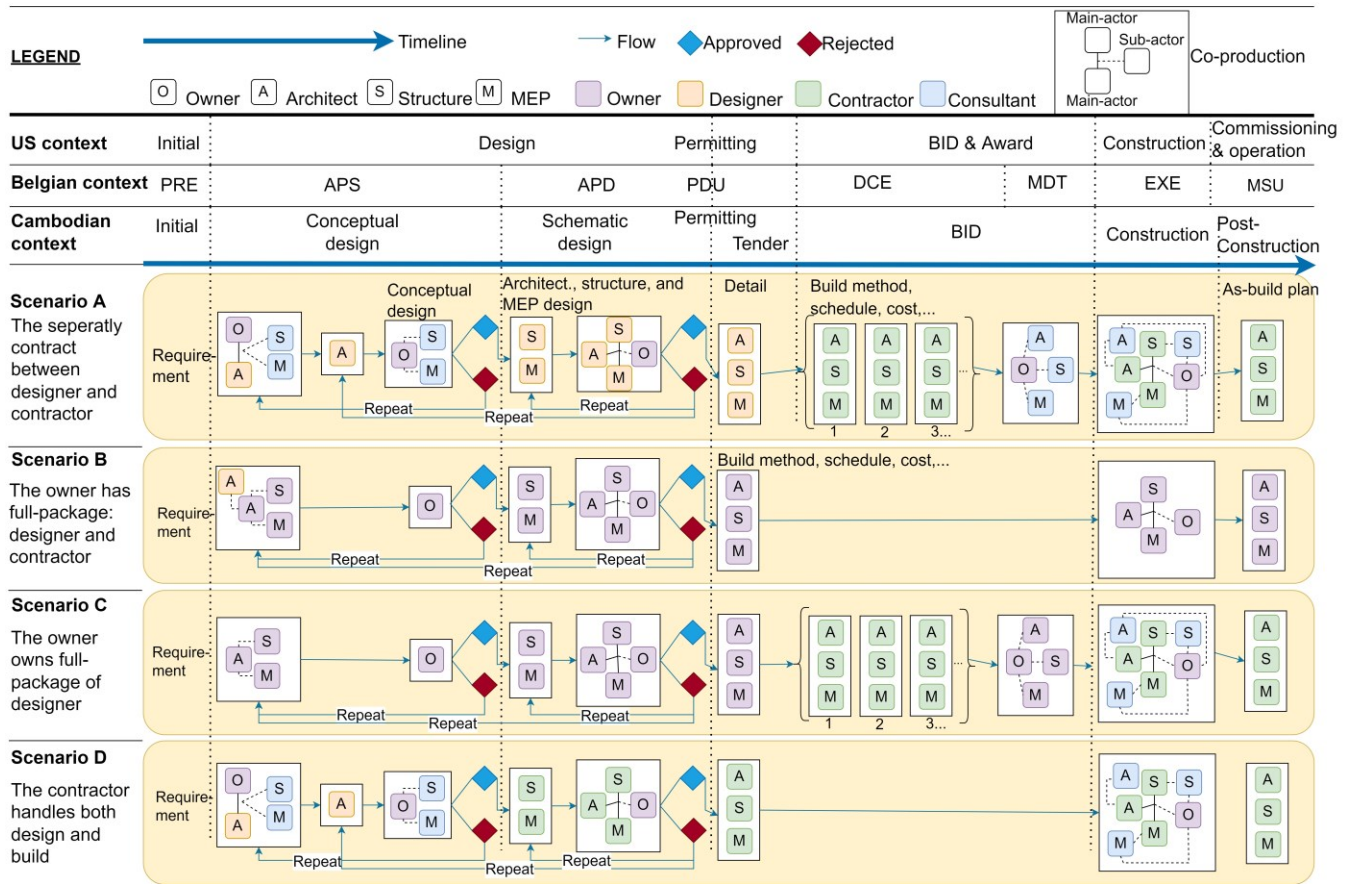 LEGEND
Timeline
Flow
Approved
Rejected
Main-actor
Sub-actor
Main-actor
Co-production
O Owner
A Architect
S Structure
M MEP
Owner
Designer
Contractor
Consultant
US context
Initial
Design
Permitting
BID & Award
Construction
Commissioning
& operation
Belgian context
PRE
APS
APD
PDU
DCE
MDT
EXE
MSU
Cambodian
context
Initial
Conceptual
design
Schematic
design
Permitting
Tender
BID
Construction
Post-
Construction
Scenario A
The seperatly
contract
between
designer and
contractor
Require-
ment
O
A
S
M
A
Conceptual
design
O
S
M
Architect., structure, and
MEP design
S
M
S
A
O
M
Detail
A
S
M
Build method,
schedule, cost,...
A
S
M
1
A
S
M
2
A
S
M
3...
...
A
O
S
M
A
S
S
A
O
M
M
As-build plan
A
S
M
Repeat
Repeat
Repeat
Scenario B
The owner has
full-package:
designer and
contractor
Require-
ment
A
A
S
M
O
S
M
S
A
O
M
Build method, schedule, cost,...
A
S
M
S
A
O
M
A
S
M
Repeat
Repeat
Repeat
Scenario C
The owner
owns full-
package of
designer
Require-
ment
A
S
M
O
S
M
S
A
O
M
A
S
M
A
S
M
1
A
S
M
2
A
S
M
3...
...
A
O
S
M
A
S
S
A
O
M
M
A
S
M
Repeat
Repeat
Repeat
Scenario D
The contractor
handles both
design and
build
Require-
ment
O
A
S
M
A
O
S
M
S
M
S
A
O
M
A
S
M
A
S
S
A
O
M
M
A
S
M
Repeat
Repeat
Repeat